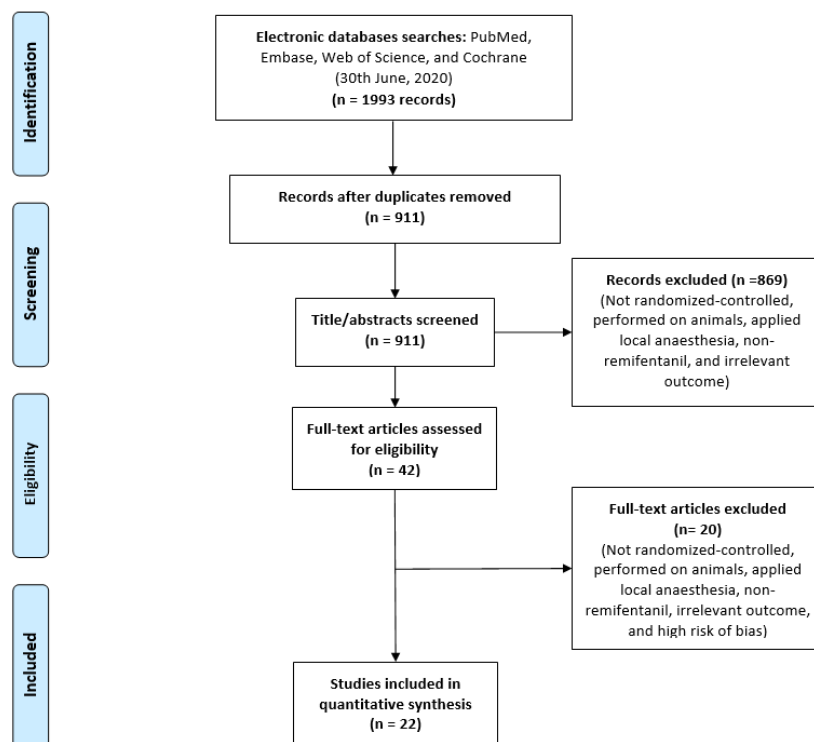 Identification
Electronic databases searches: PubMed,
Embase, Web of Science, and Cochrane
(30th June, 2020)
(n = 1993 records)
Records after duplicates removed
(n = 911)
Screening
Title/abstracts screened
n = 911)
Records excluded (n =869)
(Not randomized-controlled,
performed on animals, applied
local anaesthesia, non-
remifentanil, and irrelevant
outcome)
Eligibility
Full-text articles assessed
for eligibility
(n = 42)
Full-text articles excluded
(n= 20)
(Not randomized-controlled,
performed on animals, applied
local anaesthesia, non-
remifentanil, irrelevant outcome,
and high risk of bias)
Included
Studies included in
quantitative synthesis
(n = 22)